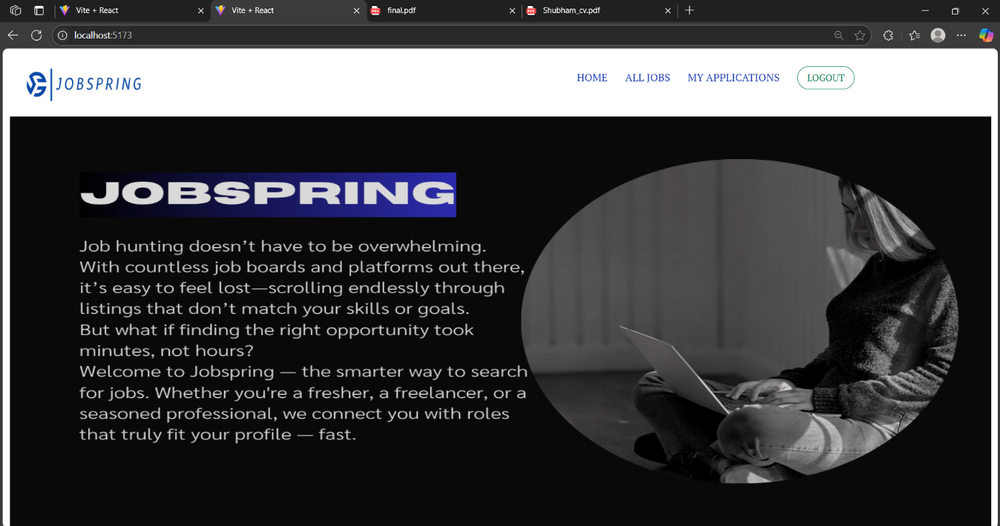 Vite + React
Vite + React
final.pdf
Shubham_cv.pdf
localhost:5173
JOBSPRING
HOME
ALL JOBS
MY APPLICATIONS
LOGOUT
JOBSPRING
Job hunting doesn’t have to be overwhelming.
With countless job boards and platforms out there,
it’s easy to feel lost—scrolling endlessly through
listings that don’t match your skills or goals.
But what if finding the right opportunity took
minutes, not hours?
Welcome to Jobspring — the smarter way to search
for jobs. Whether you're a fresher, a freelancer, or a
seasoned professional, we connect you with roles
that truly fit your profile — fast.